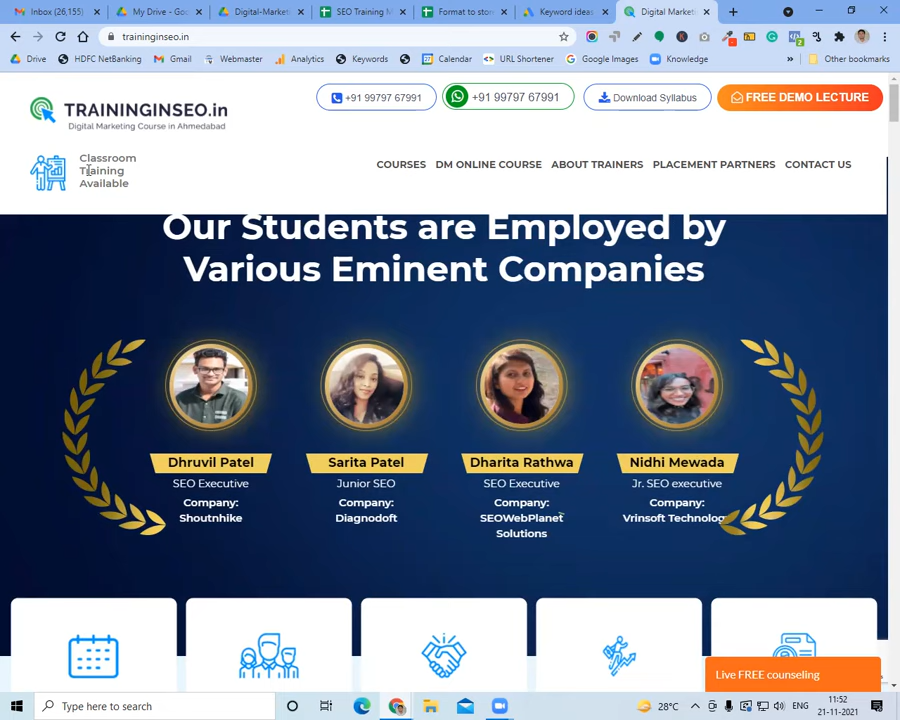 Inbox (26,155)
My Drive - Goo
Digital-Market
SEO Training M
Format to stor
Keyword ideas
Digital Market
traininginseo.in
Drive
HDFC NetBanking
Gmail
Webmaster
Analytics
Keywords
Calendar
URL Shortener
Google Images
Knowledge
»
Other bookmarks
TRAININGINSEO.in
Digital Marketing Course in Ahmedabad
+91 99797 67991
+91 99797 67991
Download Syllabus
FREE DEMO LECTURE
Classroom
Training
Available
COURSES
DM ONLINE COURSE
ABOUT TRAINERS
PLACEMENT PARTNERS
CONTACT US
Our Students are Employed by
Various Eminent Companies
Dhruvil Patel
SEO Executive
Company:
Shoutnhike
Sarita Patel
Junior SEO
Company:
Diagnodoft
Dharita Rathwa
SEO Executive
Company:
SEOWebPlanet
Solutions
Nidhi Mewada
Jr. SEO executive
Company:
Vrinsoft Technology
Live FREE counseling
Type here to search
28°C
ENG
11:52
21-11-2021